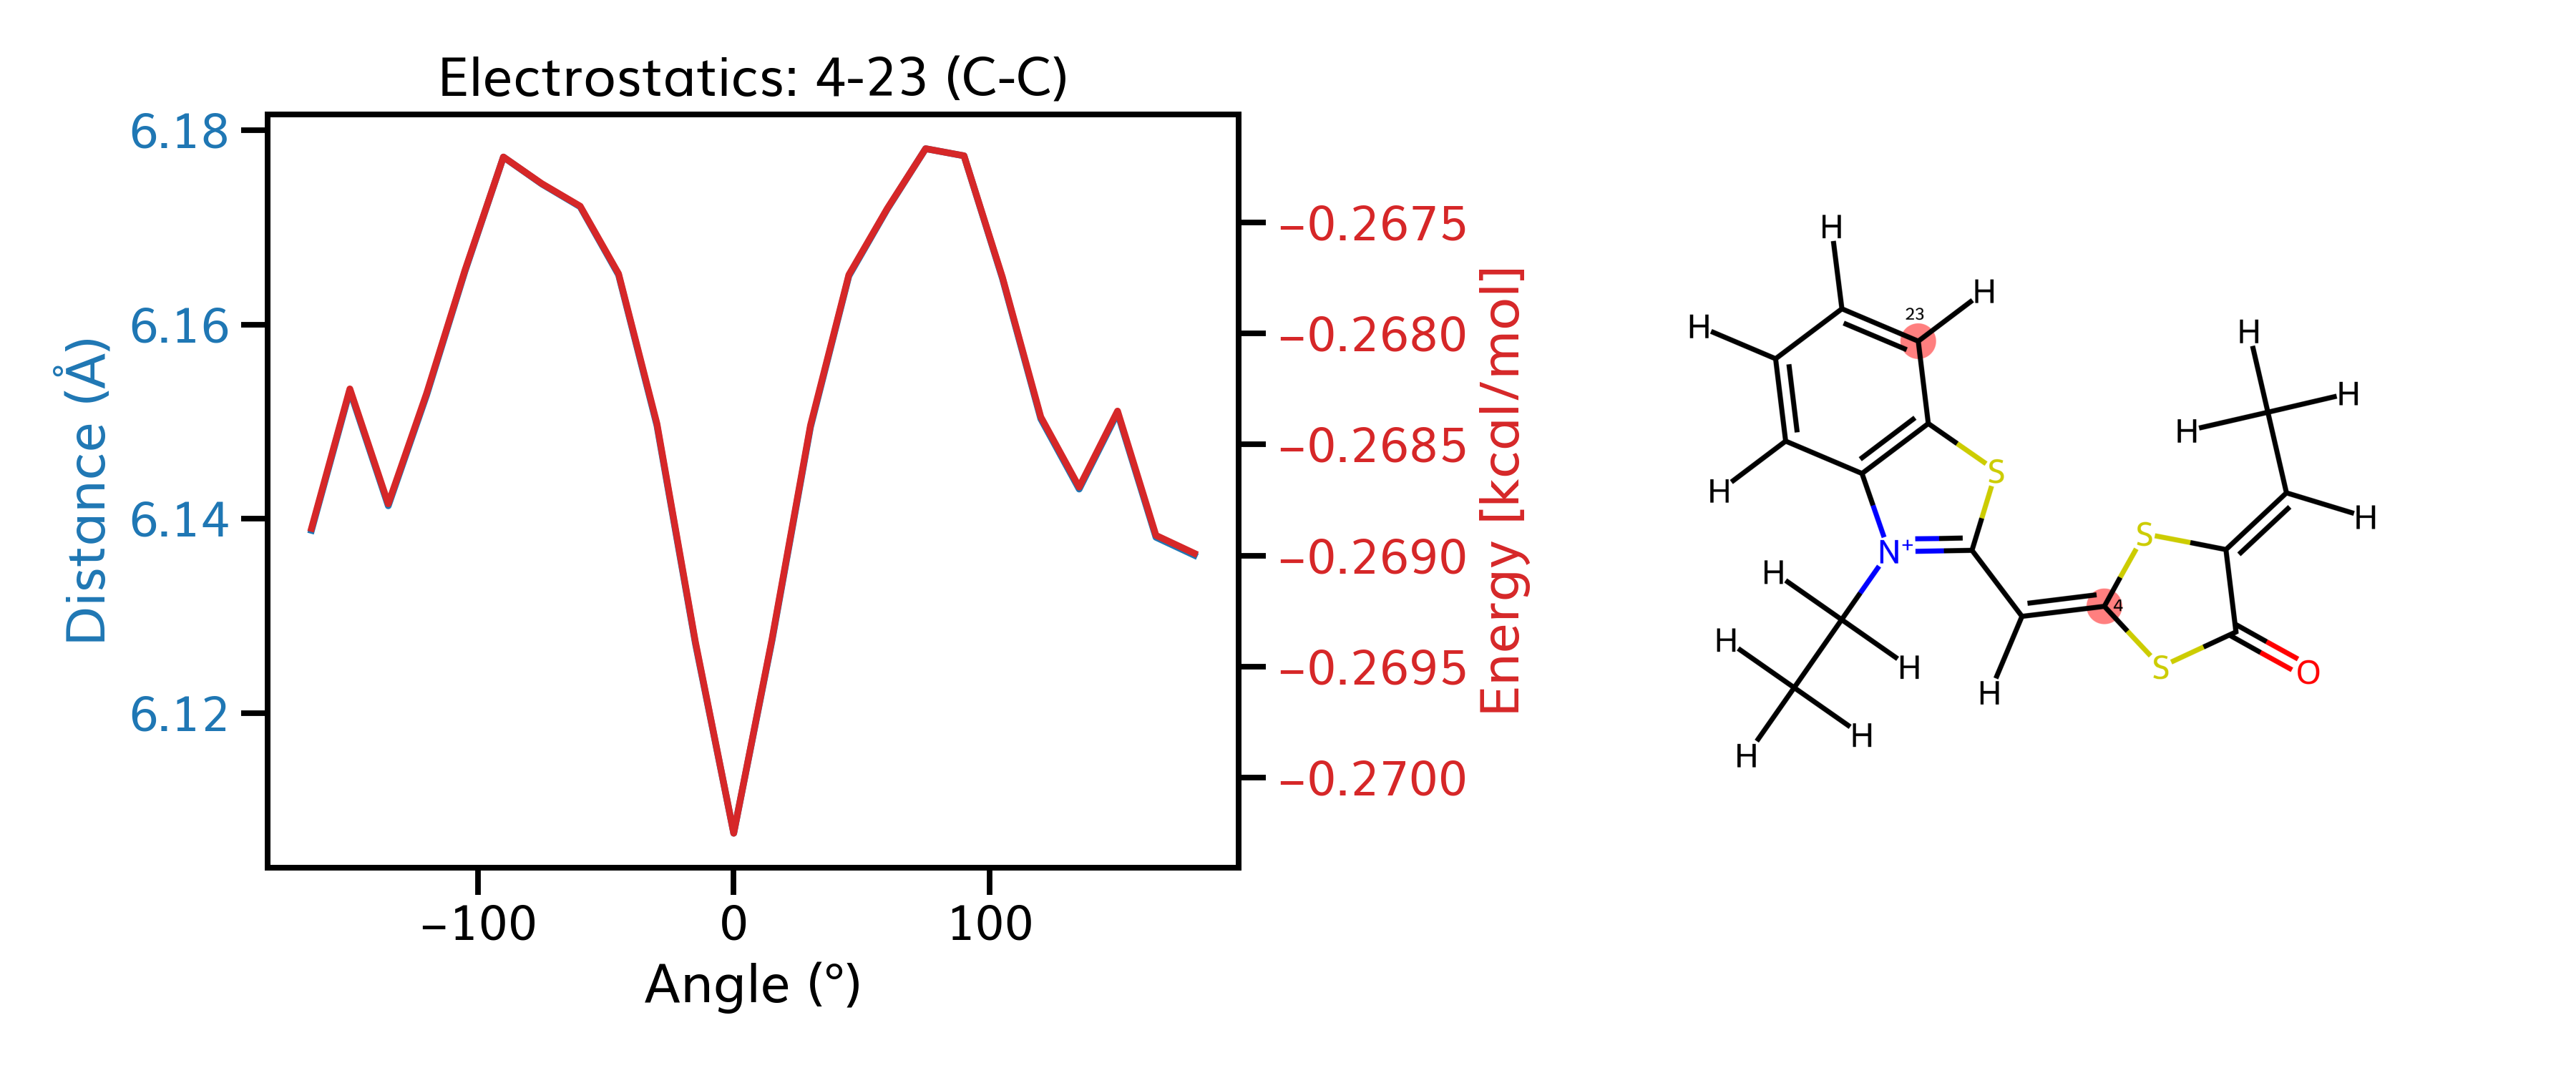 Electrostatics: 4-23 (C-C)
6.18
6.16
6.14
6.12
Distance (Å)
−0.2675
−0.2680
−0.2685
−0.2690
−0.2695
−0.2700
Energy [kcal/mol]
−100 0 100
Angle (°)
H
H
23
H
H
H
H
H
S
H
H
S
N⁺
H
4
H
H
S
O
H
H
H